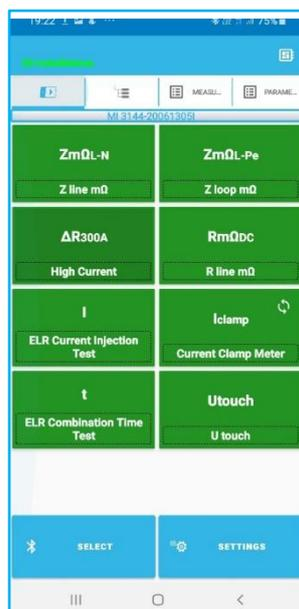 19:22
75%
MEASU...
PARAME...
MI 3144-20061305
ZmΩL-N
Z line mΩ
ZmΩL-Pe
Z loop mΩ
ΔR300A
High Current
RmΩDC
R line mΩ
I
ELR Current Injection
Test
Iclamp
Current Clamp Meter
t
ELR Combination Time
Test
Utouch
U touch
SELECT
SETTINGS